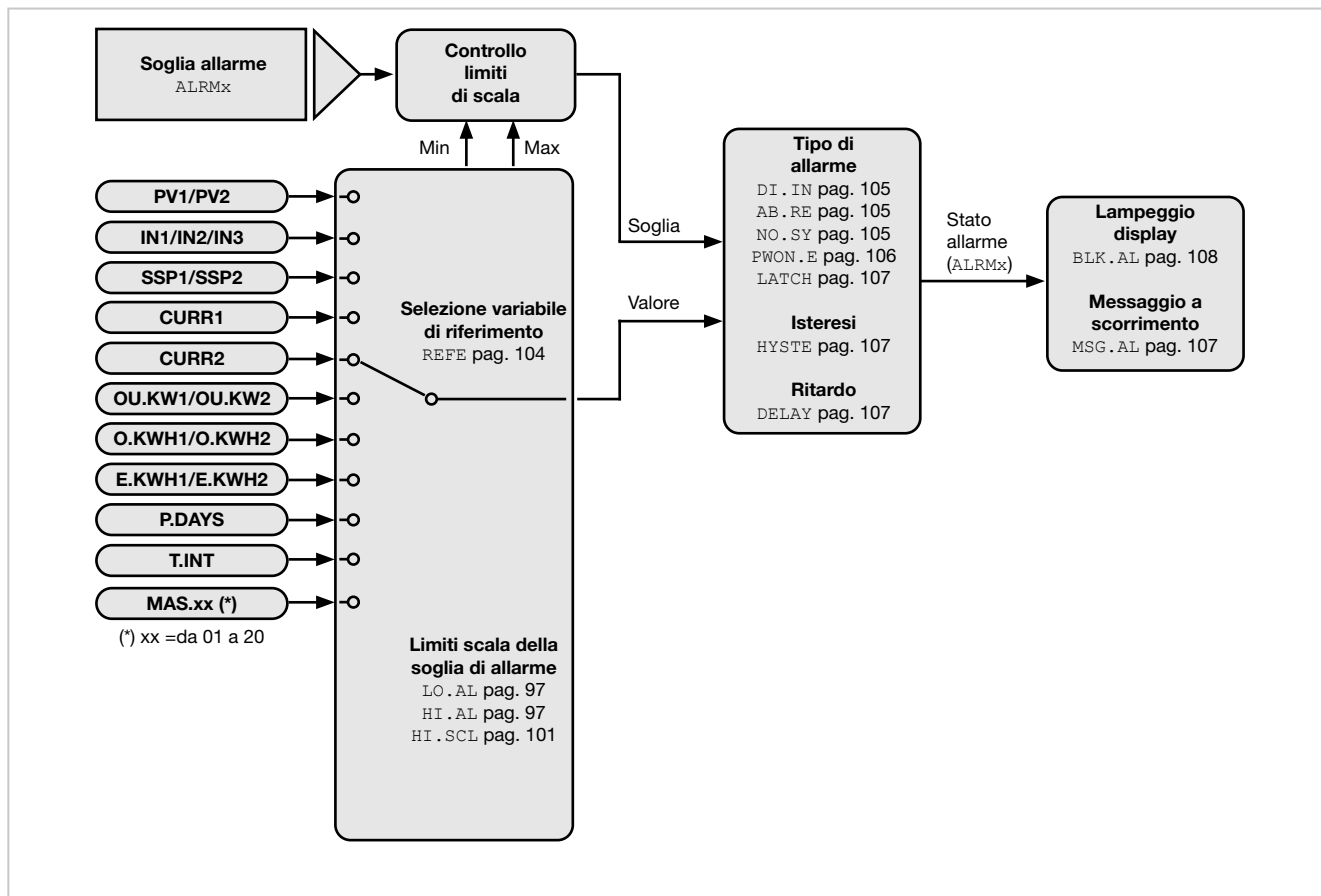 Soglia allarme
ALRMx
Controllo
limiti
di scala
Min
Max
PV1/PV2
IN1/IN2/IN3
SSP1/SSP2
CURR1
CURR2
OU.KW1/OU.KW2
O.KWH1/O.KWH2
E.KWH1/E.KWH2
P.DAYS
T.INT
MAS.xx (*)
(*) xx =da 01 a 20
Selezione variabile
di riferimento
REFE pag. 104
Limiti scala della
soglia di allarme
LO.AL pag. 97
HI.AL pag. 97
HI.SCL pag. 101
Soglia
Valore
Tipo di
allarme
DI.IN pag. 105
AB.RE pag. 105
NO.SY pag. 105
PWON.E pag. 106
LATCH pag. 107
Isteresi
HYSTE pag. 107
Ritardo
DELAY pag. 107
Stato
allarme
(ALRMx)
Lampeggio
display
BLK.AL pag. 108
Messaggio a
scorrimento
MSG.AL pag. 107